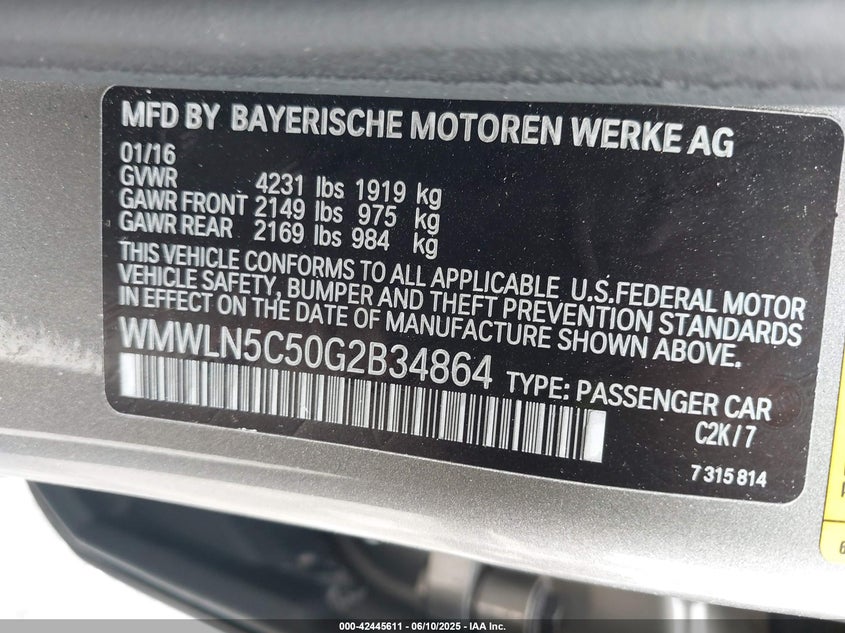 MFD BY BAYERISCHE MOTOREN WERKE AG
01/16
GVWR 4231 lbs 1919 kg
GAWR FRONT 2149 lbs 975 kg
GAWR REAR 2169 lbs 984 kg
THIS VEHICLE CONFORMS TO ALL APPLICABLE U.S.FEDERAL MOTOR
VEHICLE SAFETY, BUMPER AND THEFT PREVENTION STANDARDS
IN EFFECT ON THE DATE OF MANUFACTURE SHOWN ABOVE.
WMWLN5C50G2B34864 TYPE: PASSENGER CAR
C2K/7
7315814
000-42445611 - 06/10/2025 - IAA Inc.